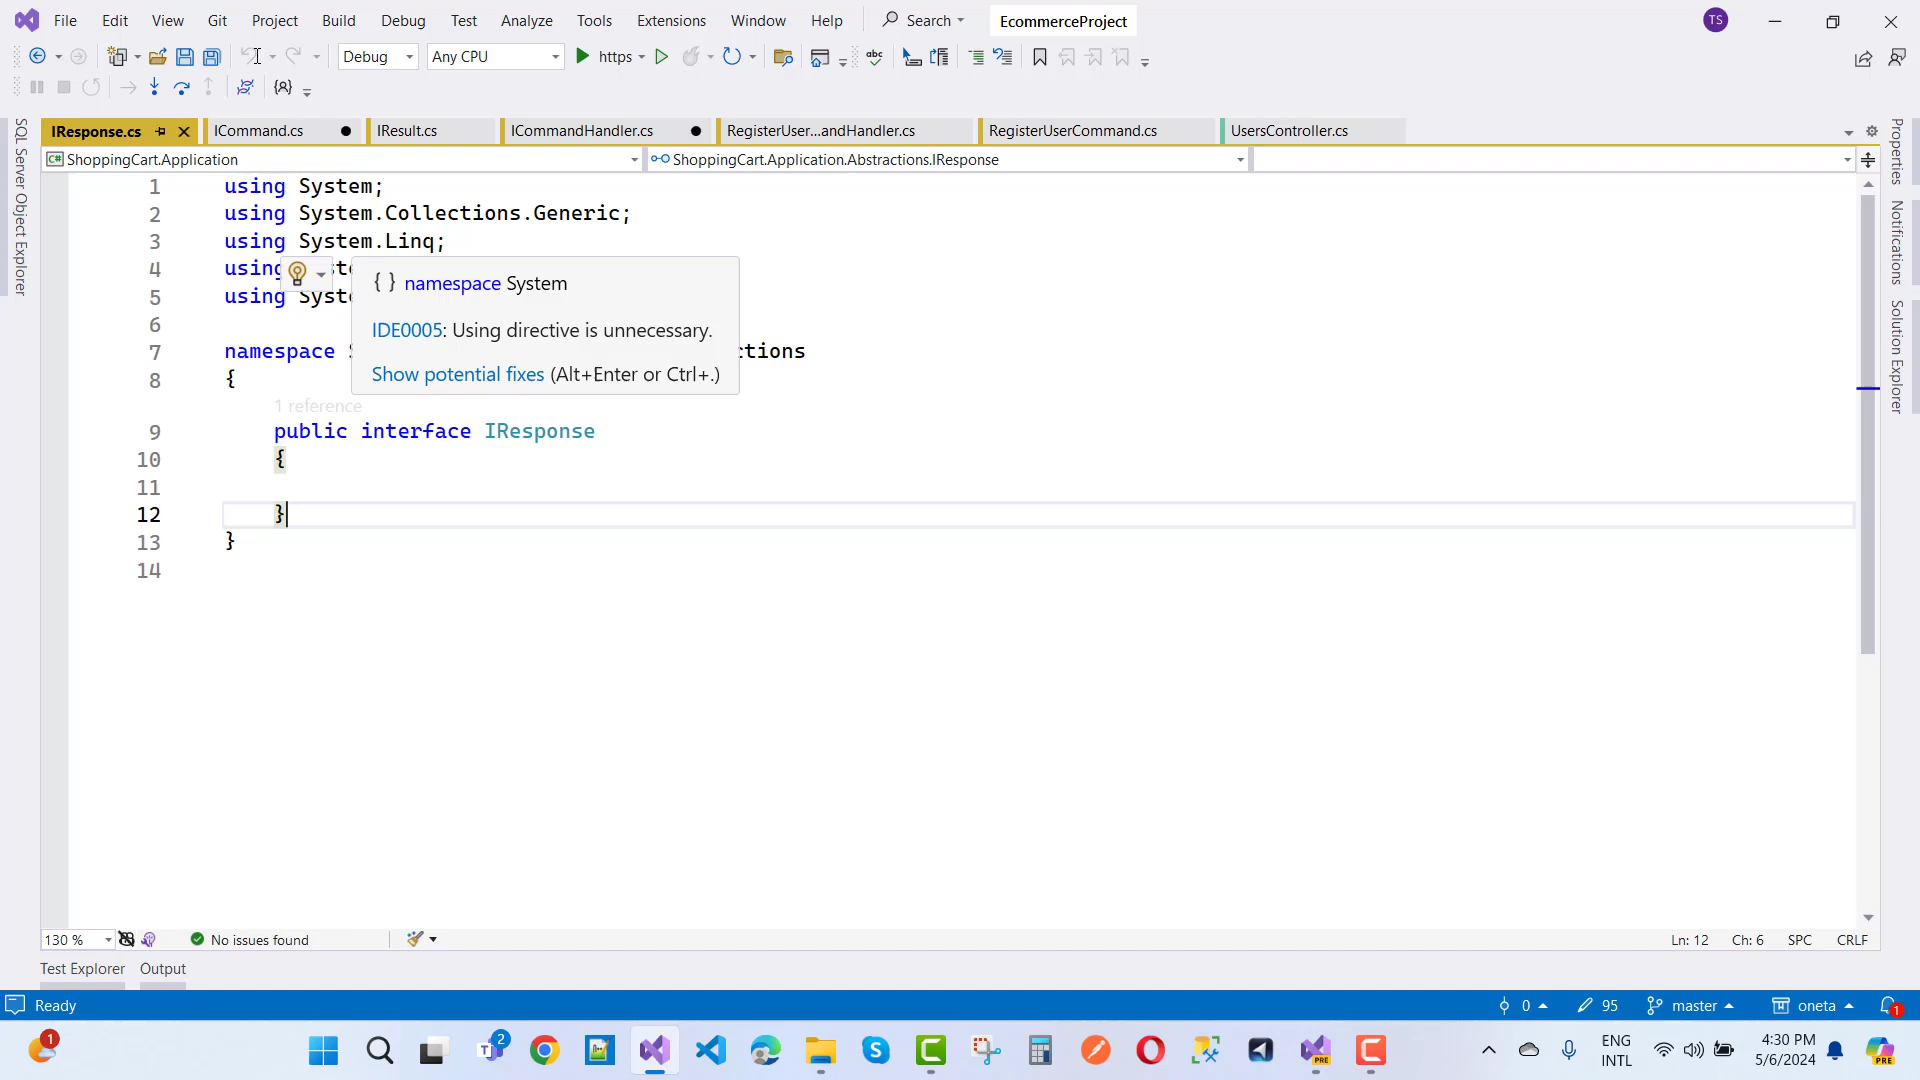 File Edit View Git Project Build Debug Test Analyze Tools Extensions Window Help Search EcommerceProject TS
Debug Any CPU https
IResponse.cs ICommand.cs IResult.cs ICommandHandler.cs RegisterUser...andHandler.cs RegisterUserCommand.cs UsersController.cs
ShoppingCart.Application ShoppingCart.Application.Abstractions.IResponse
SQL Server Object Explorer
1 using System;
2 using System.Collections.Generic;
3 using System.Linq;
4 using
5 using
{ } namespace System
IDE0005: Using directive is unnecessary.
Show potential fixes (Alt+Enter or Ctrl+.)
6
7 namespace
8 {
1 reference
9 public interface IResponse
10 {
11
12 }
13 }
14
Properties
Notifications
Solution Explorer
130 % No issues found Ln: 12 Ch: 6 SPC CRLF
Test Explorer Output
Ready 0 95 master oneta 1
1 2 PRE ENG INTL 4:30 PM 5/6/2024 PRE